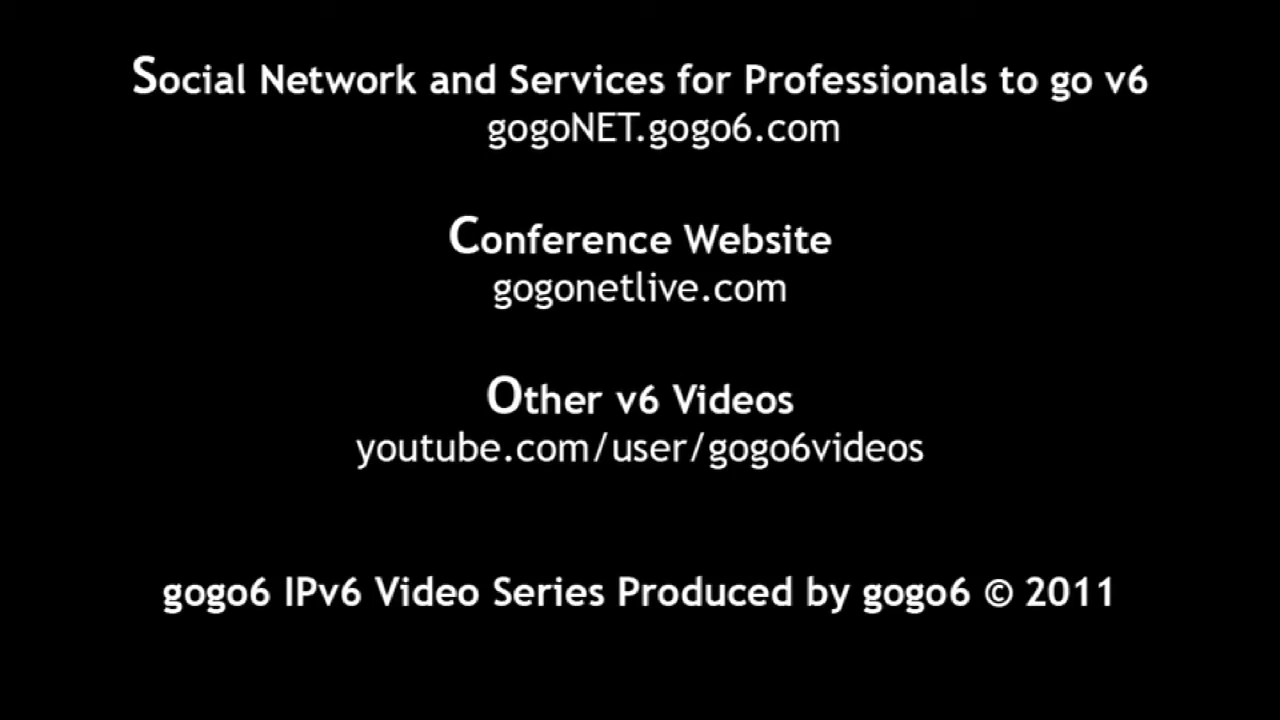 Social Network and Services for Professionals to go v6
gogoNET.gogo6.com
Conference Website
gogonetlive.com
Other v6 Videos
youtube.com/user/gogo6videos
gogo6 IPv6 Video Series Produced by gogo6 © 2011